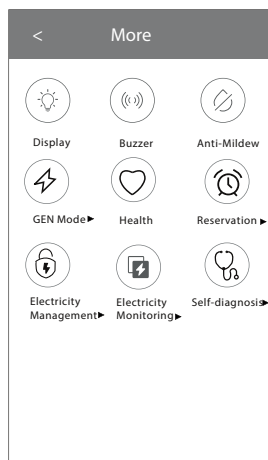 < More
Display Buzzer Anti-Mildew
GEN Mode▶ Health Reservation▶
Electricity Electricity Self-diagnosis▶
Management▶ Monitoring▶